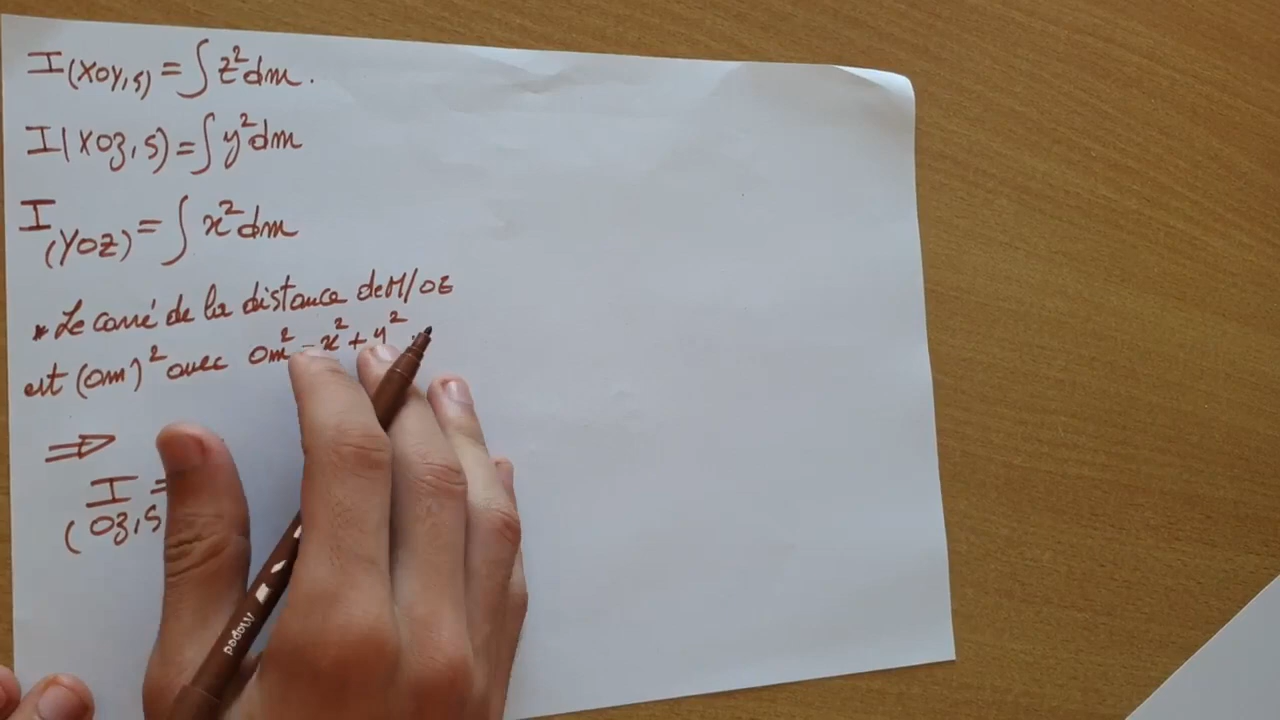 I(XOY,S) = ∫z²dm.
I(XOz,S) = ∫y²dm
I(YOZ) = ∫x²dm
* Le carré de la distance de M/OZ
est (Om)² avec Om² = x² + y²
⇒
I =
(Oz,S
Maped